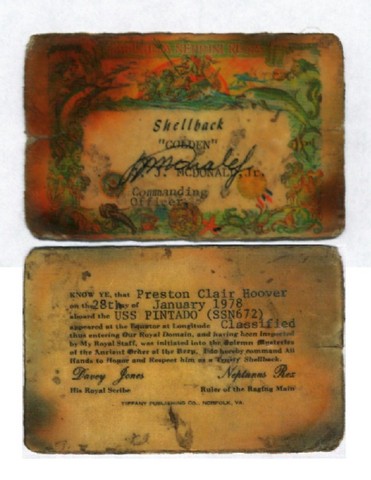 Shellback
"GOLDEN"
J. MCDONALD, Jr.
Commanding
Officer
KNOW YE, that Preston Clair Hoover
on the 28th day of January 1978
aboard the USS PINTADO (SSN672)
appeared at the Equator at Longitude Classified
thus entering Our Royal Domain, and having been inspected
by My Royal Staff, was initiated into the Solemn Mysteries
of the Ancient Order of the Deep. I do hereby command All
Hands to Honor and Respect him as a Trusty Shellback.
Davey Jones Neptunus Rex
His Royal Scribe Ruler of the Raging Main
TIFFANY PUBLISHING CO., NORFOLK, VA.